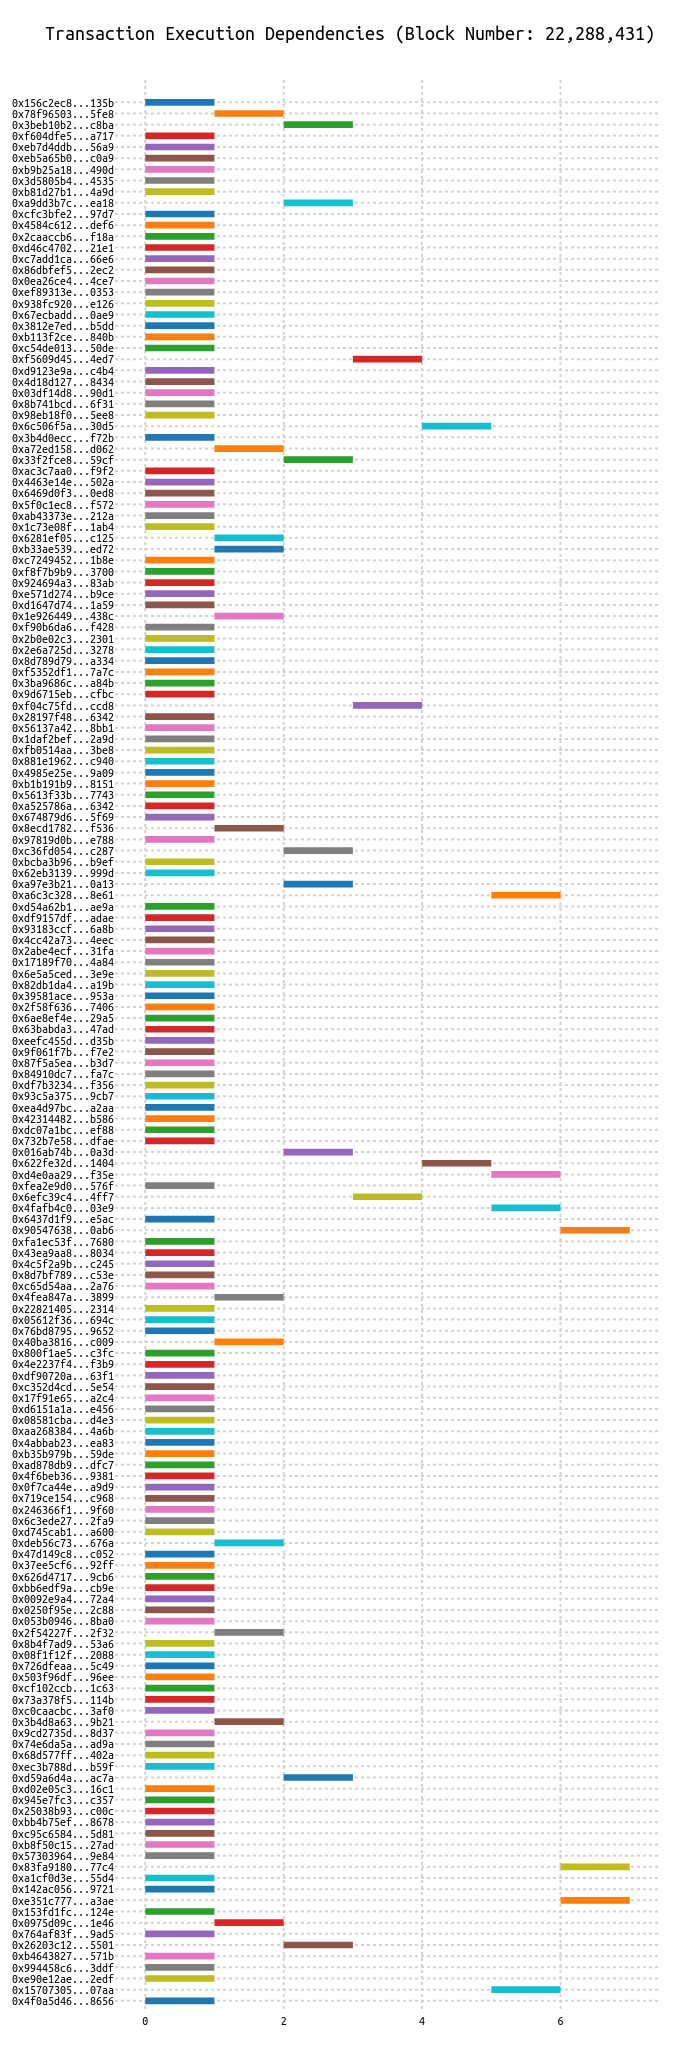 Transaction Execution Dependencies (Block Number: 22,288,431)
0x156c2ec8...135b
0x78f96503...5fe8
0x3beb10b2...c8ba
0xf604dfe5...a717
0xeb7d4ddb...56a9
0xeb5a65b0...c0a9
0xb9b25a18...490d
0x3d5805b4...4535
0xb81d27b1...4a9d
0xa9dd3b7c...ea18
0xcfc3bfe2...97d7
0x4584c612...def6
0x2caaccb6...f18a
0xd46c4702...21e1
0xc7add1ca...66e6
0x86dbfef5...2ec2
0x0ea26ce4...4ce7
0xef89313e...0353
0x938fc920...e126
0x67ecbadd...0ae9
0x3812e7ed...b5dd
0xb113f2ce...840b
0xc54de013...50de
0xf5609d45...4ed7
0xd9123e9a...c4b4
0x4d18d127...8434
0x03df14d8...90d1
0x8b741bcd...6f31
0x98eb18f0...5ee8
0x6c506f5a...30d5
0x3b4d0ecc...f72b
0xa72ed158...d062
0x33f2fce8...59cf
0xac3c7aa0...f9f2
0x4463e14e...502a
0x6469d0f3...0ed8
0x5f0c1ec8...f572
0xab43373e...212a
0x1c73e08f...1ab4
0x6281ef05...c125
0xb33ae539...ed72
0xc7249452...1b8e
0xf8f7b9b9...3700
0x924694a3...83ab
0xe571d274...b9ce
0xd1647d74...1a59
0x1e926449...438c
0xf90b6da6...f428
0x2b0e02c3...2301
0x2e6a725d...3278
0x8d789d79...a334
0xf5352df1...7a7c
0x3ba9686c...a84b
0x9d6715eb...cfbc
0xf04c75fd...ccd8
0x28197f48...6342
0x56137a42...8bb1
0x1daf2bef...2a9d
0xfb0514aa...3be8
0x881e1962...c940
0x4985e25e...9a09
0xb1b191b9...8151
0x5613f33b...7743
0xa525786a...6342
0x674879d6...5f69
0x8ecd1782...f536
0x97819d0b...e788
0xc36fd054...c287
0xbcba3b96...b9ef
0x62eb3139...999d
0xa97e3b21...0a13
0xa6c3c328...8e61
0xd54a62b1...ae9a
0xdf9157df...adae
0x93183ccf...6a8b
0x4cc42a73...4eec
0x2abe4ecf...31fa
0x17189f70...4a84
0x6e5a5ced...3e9e
0x82db1da4...a19b
0x39581ace...953a
0x2f58f636...7406
0x6ae8ef4e...29a5
0x63babda3...47ad
0xeefc455d...d35b
0x9f061f7b...f7e2
0x87f5a5ea...b3d7
0x84910dc7...fa7c
0xdf7b3234...f356
0x93c5a375...9cb7
0xea4d97bc...a2aa
0x42314482...b586
0xdc07a1bc...ef88
0x732b7e58...dfae
0x016ab74b...0a3d
0x622fe32d...1404
0xd4e0aa29...f35e
0xfea2e9d0...576f
0x6efc39c4...4ff7
0x4fafb4c0...03e9
0x6437d1f9...e5ac
0x90547638...0ab6
0xfa1ec53f...7680
0x43ea9aa8...8034
0x4c5f2a9b...c245
0x8d7bf789...c53e
0xc65d54aa...2a76
0x4fea847a...3899
0x22821405...2314
0x05612f36...694c
0x76bd8795...9652
0x40ba3816...c009
0x800f1ae5...c3fc
0x4e2237f4...f3b9
0xdf90720a...63f1
0xc352d4cd...5e54
0x17f91e65...a2c4
0xd6151a1a...e456
0x08581cba...d4e3
0xaa268384...4a6b
0x4abbab23...ea83
0xb35b979b...59de
0xad878db9...dfc7
0x4f6beb36...9381
0x0f7ca44e...a9d9
0x719ce154...c968
0x246366f1...9f60
0x6c3ede27...2fa9
0xd745cab1...a600
0xdeb56c73...676a
0x47d149c8...c052
0x37ee5cf6...92ff
0x626d4717...9cb6
0xbb6edf9a...cb9e
0x0092e9a4...72a4
0x0250f95e...2c88
0x053b0946...8ba0
0x2f54227f...2f32
0x8b4f7ad9...53a6
0x08f1f12f...2088
0x726dfeaa...5c49
0x503f96df...96ee
0xcf102ccb...1c63
0x73a378f5...114b
0xc0caacbc...3af0
0x3b4d8a63...9b21
0x9cd2735d...8d37
0x74e6da5a...ad9a
0x68d577ff...402a
0xec3b788d...b59f
0xd59a6d4a...ac7a
0xd02e05c3...16c1
0x945e7fc3...c357
0x25038b93...c00c
0xbb4b75ef...8678
0xc95c6584...5d81
0xb8f50c15...27ad
0x57303964...9e84
0x83fa9180...77c4
0xa1cf0d3e...55d4
0x142ac056...9721
0xe351c777...a3ae
0x153fd1fc...124e
0x0975d09c...1e46
0x764af83f...9ad5
0x26203c12...5501
0xb4643827...571b
0x994458c6...3ddf
0xe90e12ae...2edf
0x15707305...07aa
0x4f0a5d46...8656
0 2 4 6